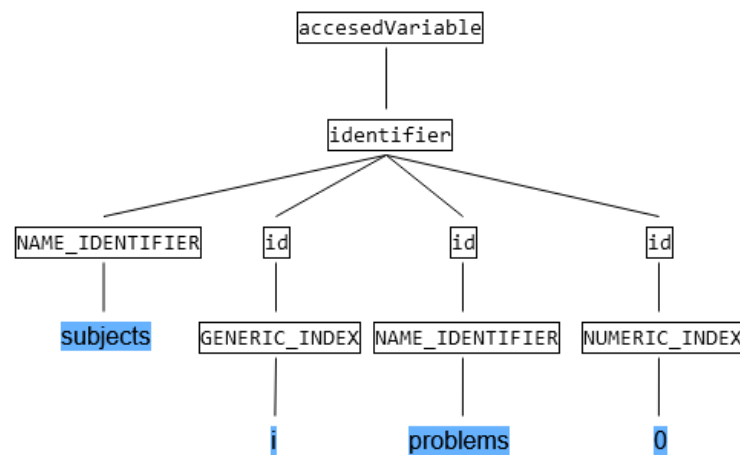 accesedVariable
identifier
NAME_IDENTIFIER id id id
subjects GENERIC_INDEX NAME_IDENTIFIER NUMERIC_INDEX
i problems 0